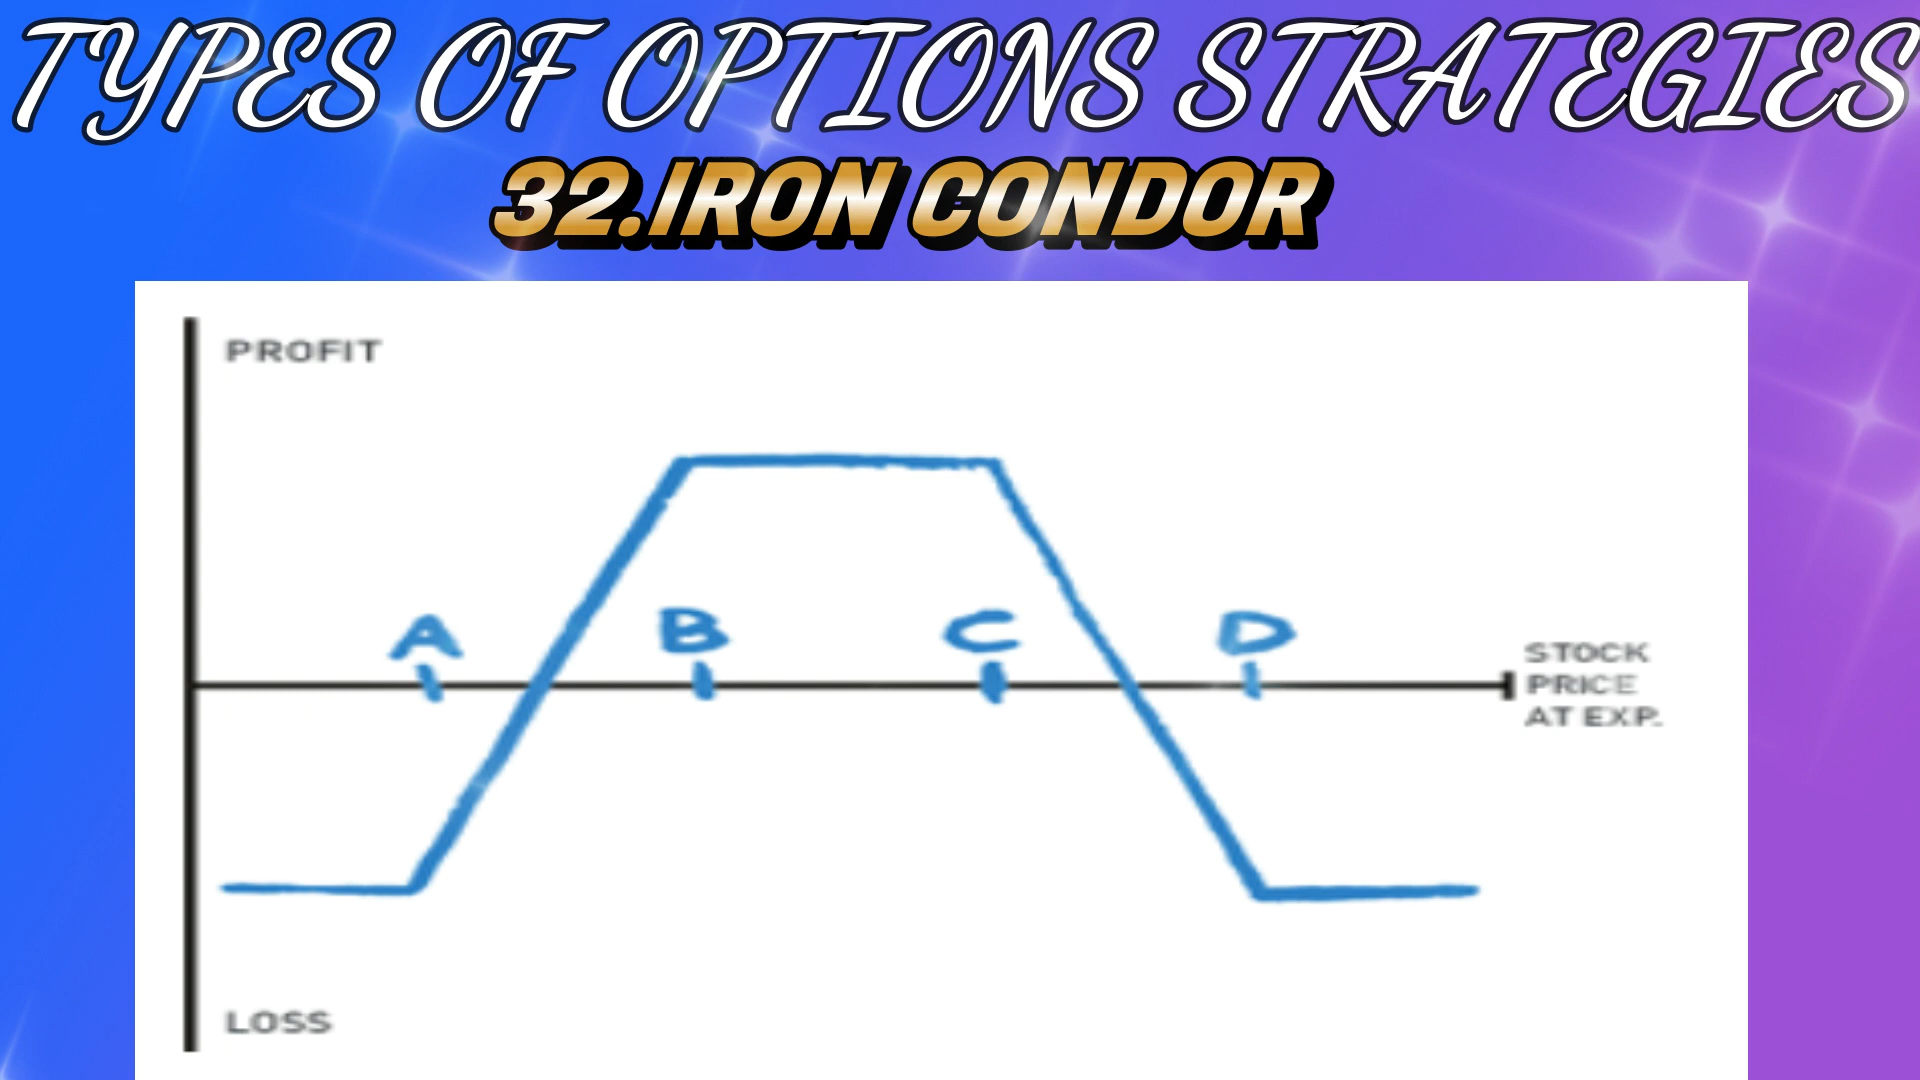 TYPES OF OPTIONS STRATEGIES
32.IRON CONDOR
PROFIT
A B C D
STOCK
PRICE
AT EXP.
LOSS